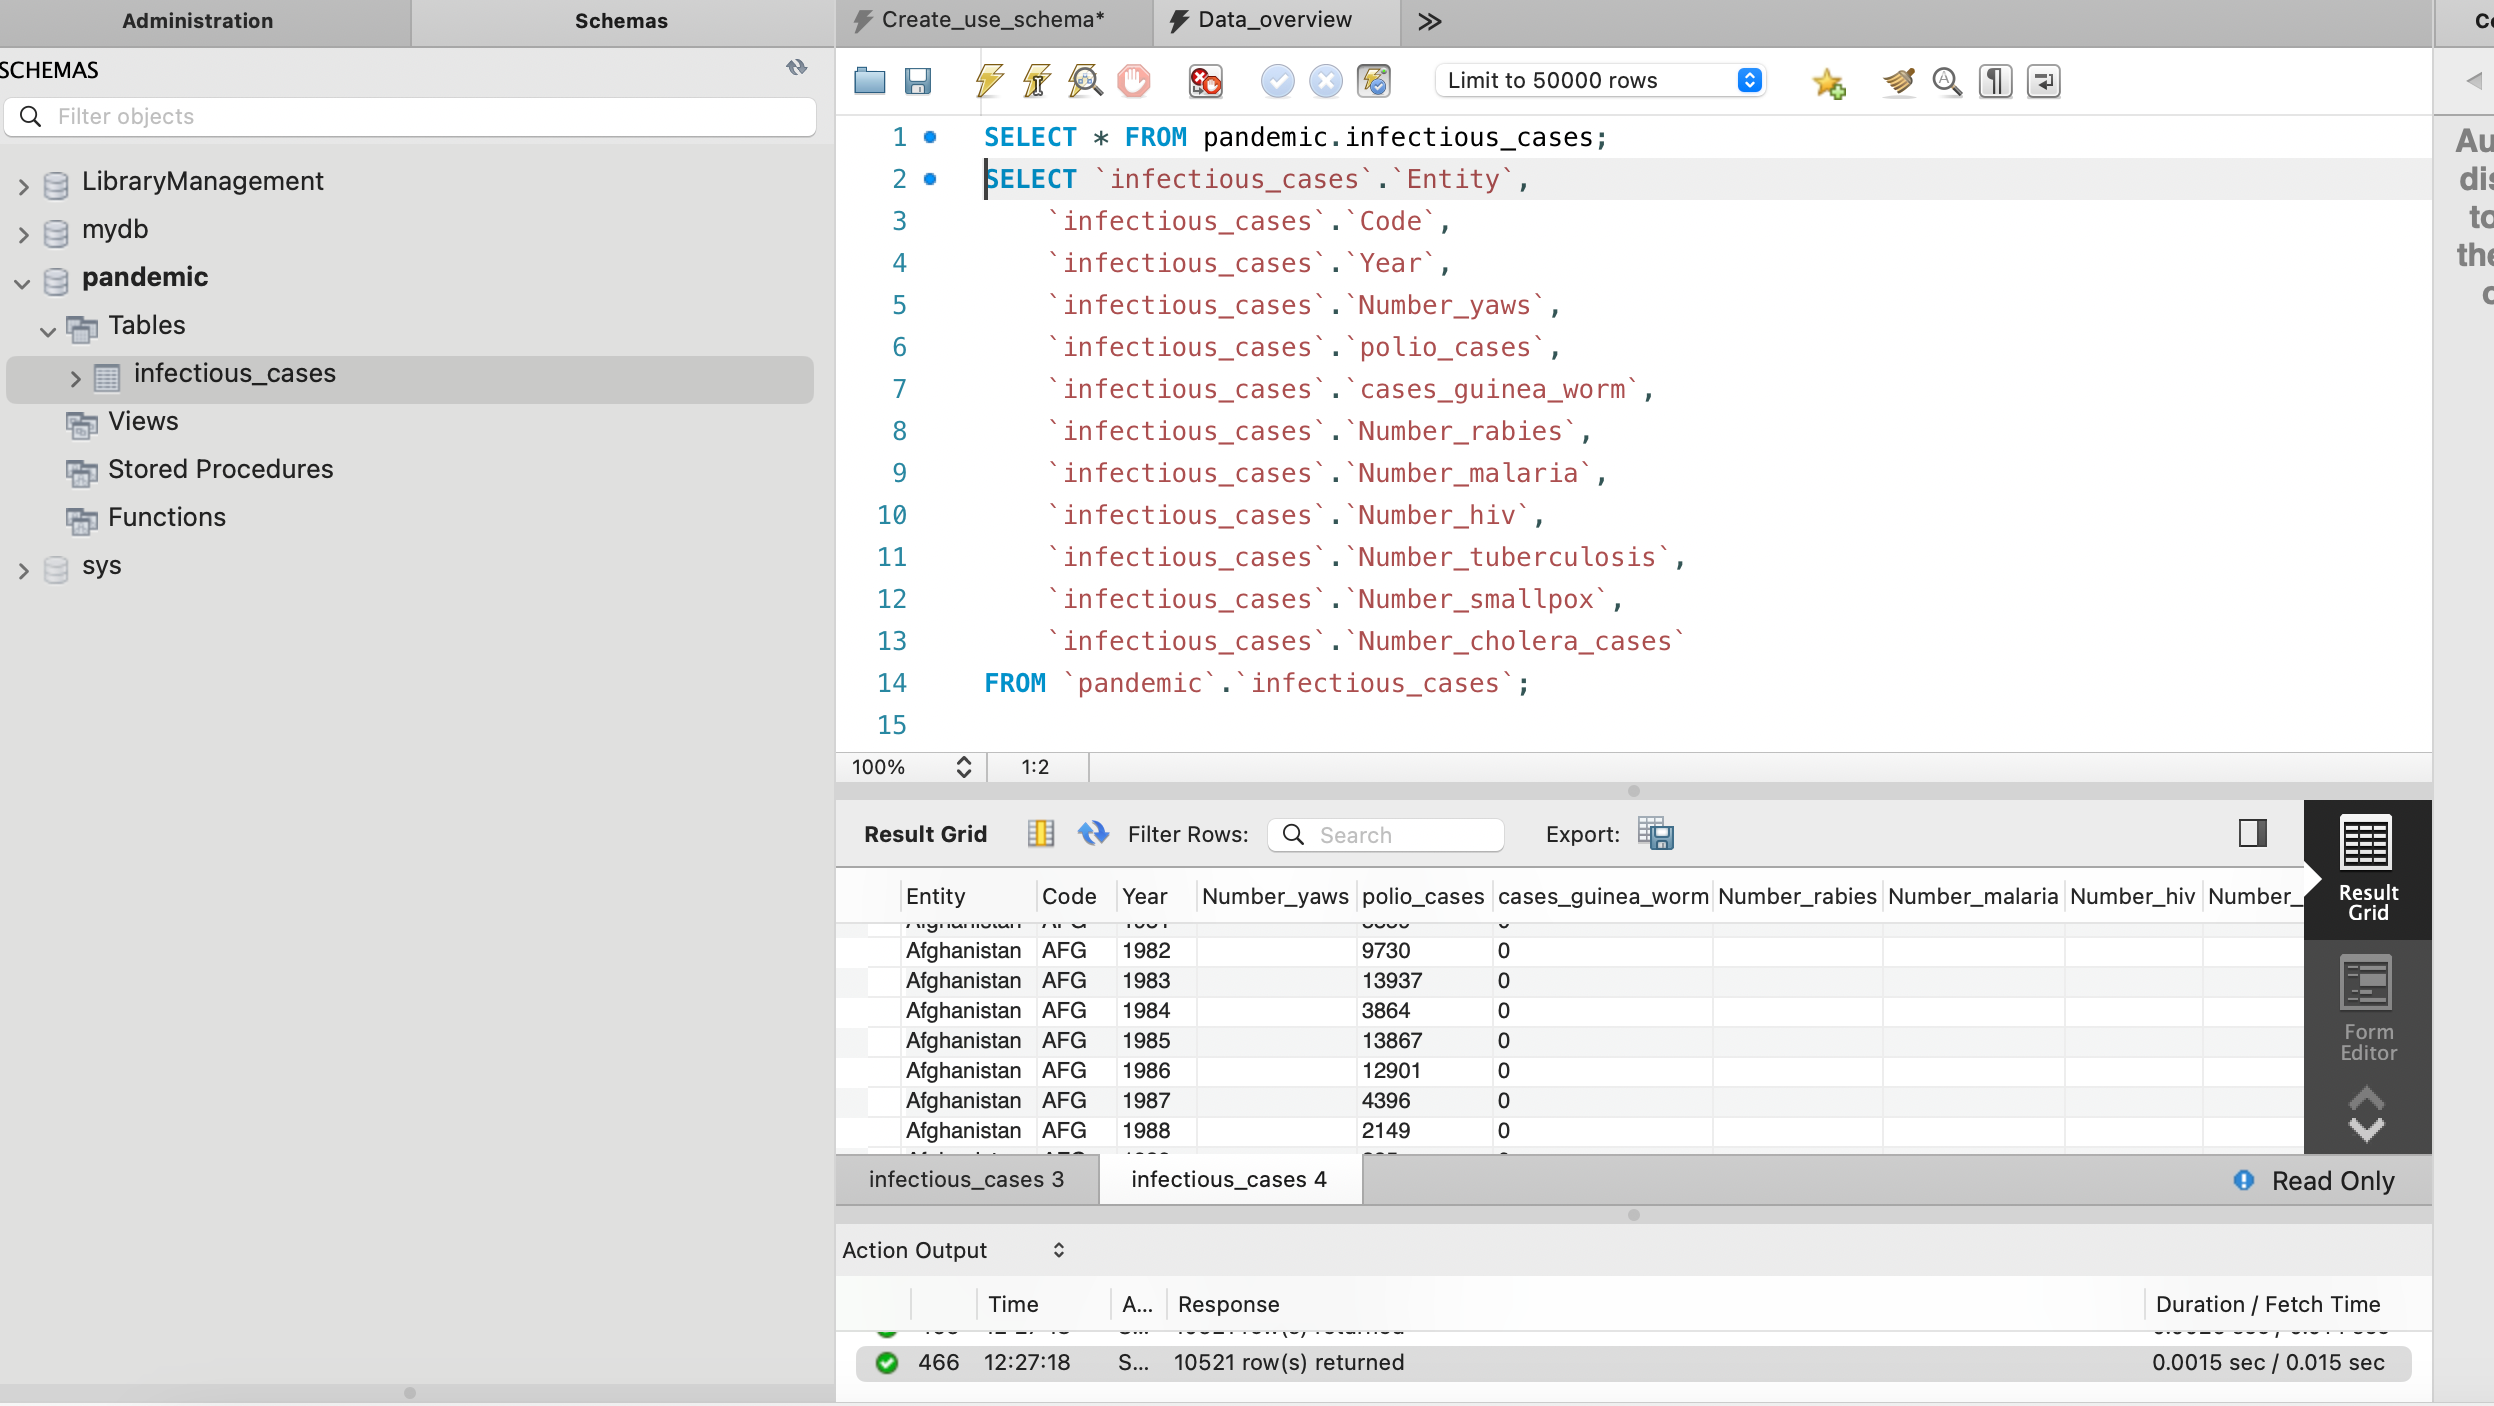 Administration
Schemas
SCHEMAS
Filter objects
LibraryManagement
mydb
pandemic
Tables
infectious_cases
Views
Stored Procedures
Functions
sys
Create_use_schema*
Data_overview
Limit to 50000 rows
1 SELECT * FROM pandemic.infectious_cases;
2 SELECT `infectious_cases`.`Entity`,
3 `infectious_cases`.`Code`,
4 `infectious_cases`.`Year`,
5 `infectious_cases`.`Number_yaws`,
6 `infectious_cases`.`polio_cases`,
7 `infectious_cases`.`cases_guinea_worm`,
8 `infectious_cases`.`Number_rabies`,
9 `infectious_cases`.`Number_malaria`,
10 `infectious_cases`.`Number_hiv`,
11 `infectious_cases`.`Number_tuberculosis`,
12 `infectious_cases`.`Number_smallpox`,
13 `infectious_cases`.`Number_cholera_cases`
14 FROM `pandemic`.`infectious_cases`;
15
100% 1:2
Result Grid Filter Rows: Search Export:
Entity Code Year Number_yaws polio_cases cases_guinea_worm Number_rabies Number_malaria Number_hiv Number_
Afghanistan AFG 1982 9730 0
Afghanistan AFG 1983 13937 0
Afghanistan AFG 1984 3864 0
Afghanistan AFG 1985 13867 0
Afghanistan AFG 1986 12901 0
Afghanistan AFG 1987 4396 0
Afghanistan AFG 1988 2149 0
Result
Grid
Form
Editor
infectious_cases 3
infectious_cases 4
Read Only
Action Output
Time A... Response Duration / Fetch Time
466 12:27:18 S... 10521 row(s) returned 0.0015 sec / 0.015 sec